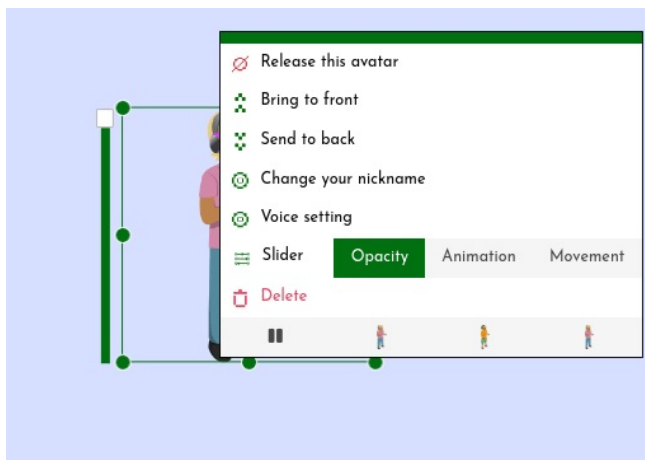 Release this avatar
Bring to front
Send to back
Change your nickname
Voice setting
Slider Opacity Animation Movement
Delete